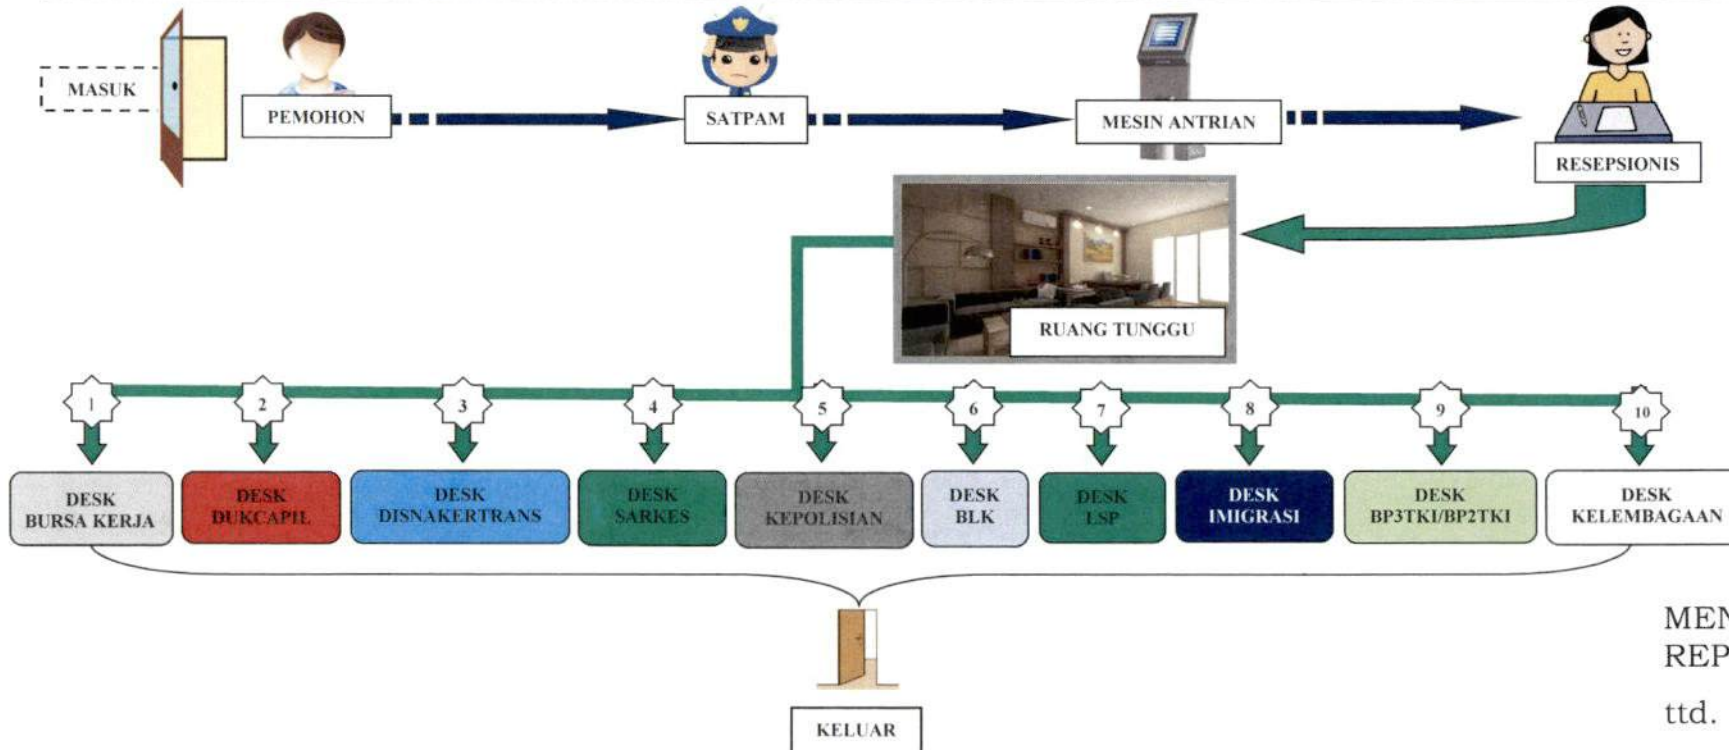 MASUK
PEMOHON
SATPAM
MESIN ANTRIAN
RESEPSIONIS
RUANG TUNGGU
1
2
3
4
5
6
7
8
9
10
DESK
BURSA KERJA
DESK
DUKCAPIL
DESK
DISNAKERTRANS
DESK
SARKES
DESK
KEPOLISIAN
DESK
BLK
DESK
LSP
DESK
IMIGRASI
DESK
BP3TKI/BP2TKI
DESK
KELEMBAGAAN
KELUAR
MEN
REP
ttd.